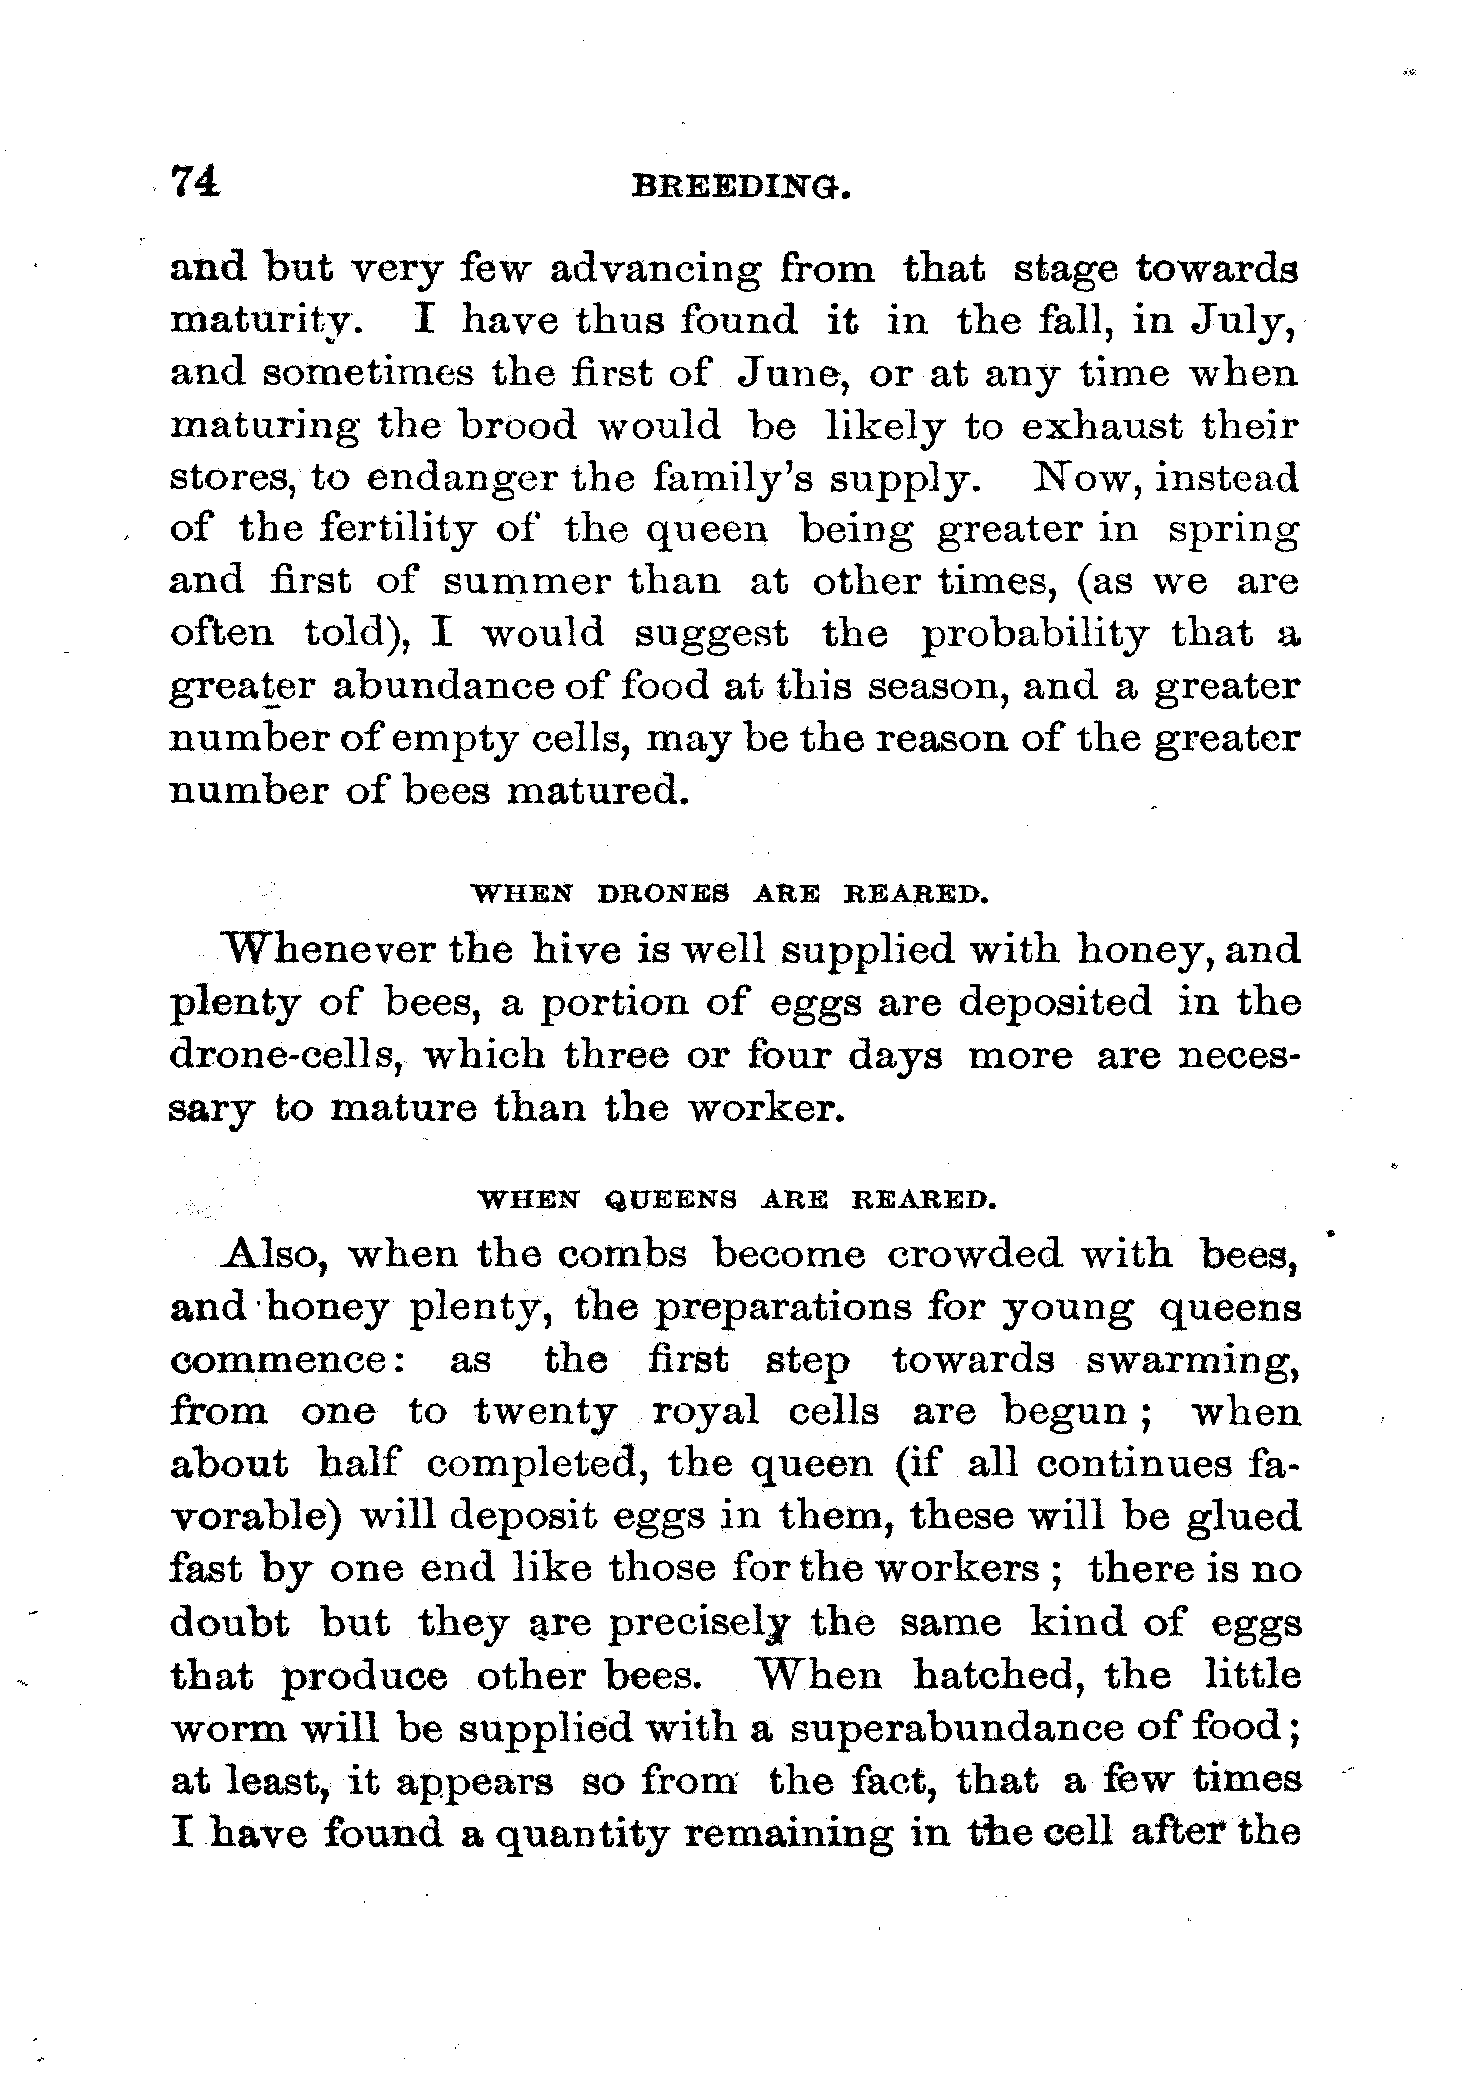 74 BREEDING.
and but very few advancing from that stage towards
maturity. I have thus found it in the fall, in July,
and sometimes the first of June, or at any time when
maturing the brood would be likely to exhaust their
stores, to endanger the family's supply. Now, instead
of the fertility of the queen being greater in spring
and first of summer than at other times, (as we are
often told), I would suggest the probability that a
greater abundance of food at this season, and a greater
number of empty cells, may be the reason of the greater
number of bees matured.
WHEN DRONES ARE REARED.
Whenever the hive is well supplied with honey, and
plenty of bees, a portion of eggs are deposited in the
drone-cells, which three or four days more are neces-
sary to mature than the worker.
WHEN QUEENS ARE REARED.
Also, when the combs become crowded with bees,
and honey plenty, the preparations for young queens
commence: as the first step towards swarming,
from one to twenty royal cells are begun; when
about half completed, the queen (if all continues fa-
vorable) will deposit eggs in them, these will be glued
fast by one end like those for the workers; there is no
doubt but they are precisely the same kind of eggs
that produce other bees. When hatched, the little
worm will be supplied with a superabundance of food;
at least, it appears so from the fact, that a few times
I have found a quantity remaining in the cell after the